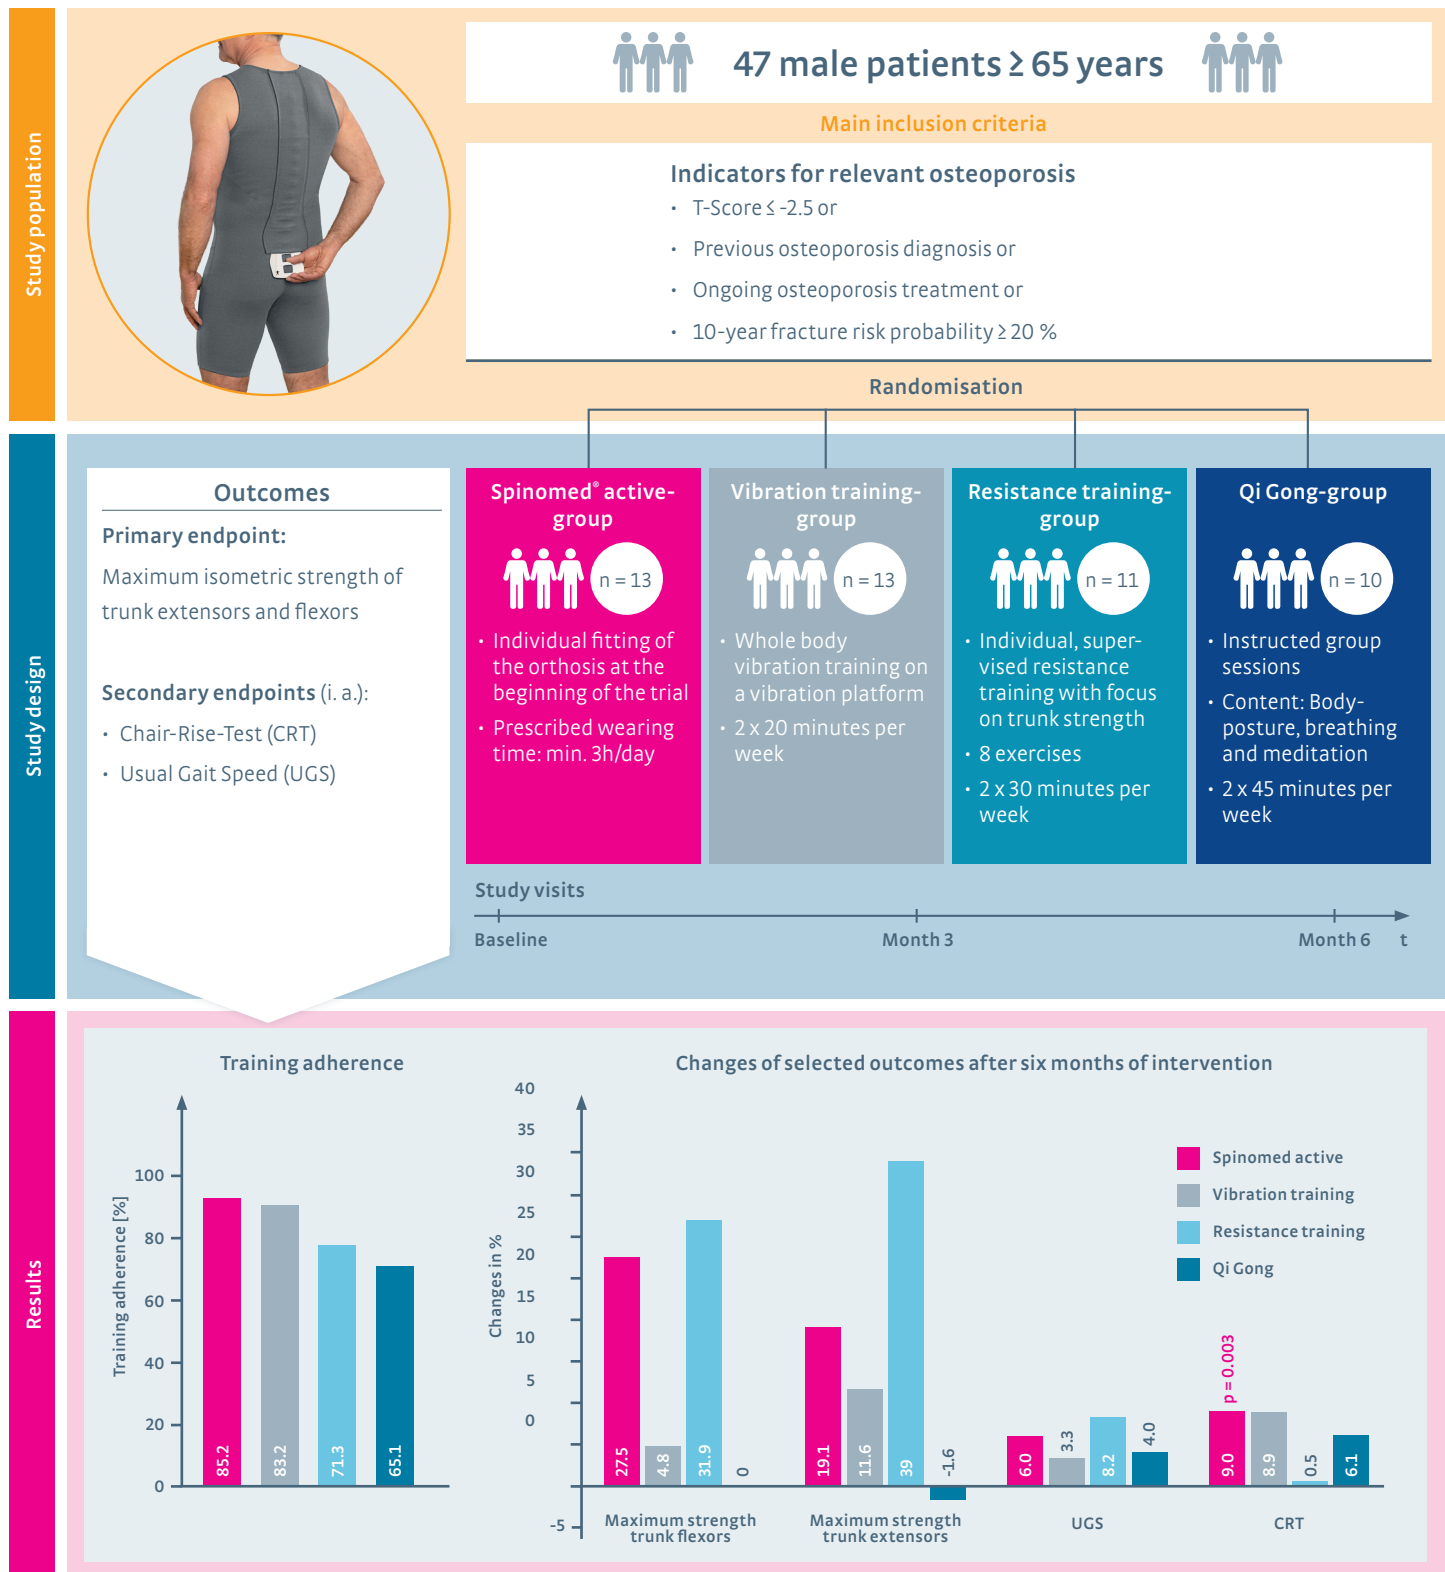 Study population
47 male patients ≥ 65 years
Main inclusion criteria
Indicators for relevant osteoporosis
• T-Score ≤ -2.5 or
• Previous osteoporosis diagnosis or
• Ongoing osteoporosis treatment or
• 10-year fracture risk probability ≥ 20 %
Randomisation
Study design
Outcomes
Primary endpoint:
Maximum isometric strength of
trunk extensors and flexors
Secondary endpoints (i. a.):
• Chair-Rise-Test (CRT)
• Usual Gait Speed (UGS)
Spinomed® active-
group
n = 13
• Individual fitting of
the orthosis at the
beginning of the trial
• Prescribed wearing
time: min. 3h/day
Vibration training-
group
n = 13
• Whole body
vibration training on
a vibration platform
• 2 x 20 minutes per
week
Resistance training-
group
n = 11
• Individual, super-
vised resistance
training with focus
on trunk strength
• 8 exercises
• 2 x 30 minutes per
week
Qi Gong-group
n = 10
• Instructed group
sessions
• Content: Body-
posture, breathing
and meditation
• 2 x 45 minutes per
week
Study visits
Baseline
Month 3
Month 6
t
Results
Training adherence
Training adherence [%]
100
80
60
40
20
0
85.2
83.2
71.3
65.1
Changes of selected outcomes after six months of intervention
Changes in %
40
35
30
25
20
15
10
5
0
-5
Spinomed active
Vibration training
Resistance training
Qi Gong
27.5
4.8
31.9
0
19.1
11.6
39
-1.6
6.0
3.3
8.2
4.0
p = 0.003
9.0
8.9
0.5
6.1
Maximum strength
trunk flexors
Maximum strength
trunk extensors
UGS
CRT